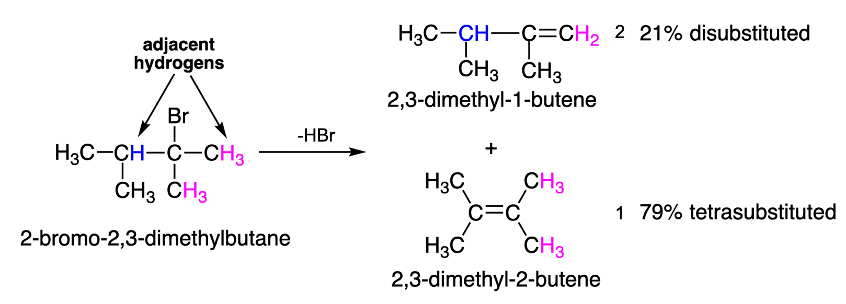 adjacent
hydrogens
Br
H₃C–CH–C–CH₃
CH₃ CH₃
2-bromo-2,3-dimethylbutane
-HBr
H₃C–CH–C=CH₂ 2 21% disubstituted
CH₃ CH₃
2,3-dimethyl-1-butene
+
H₃C CH₃
C=C 1 79% tetrasubstituted
H₃C CH₃
2,3-dimethyl-2-butene